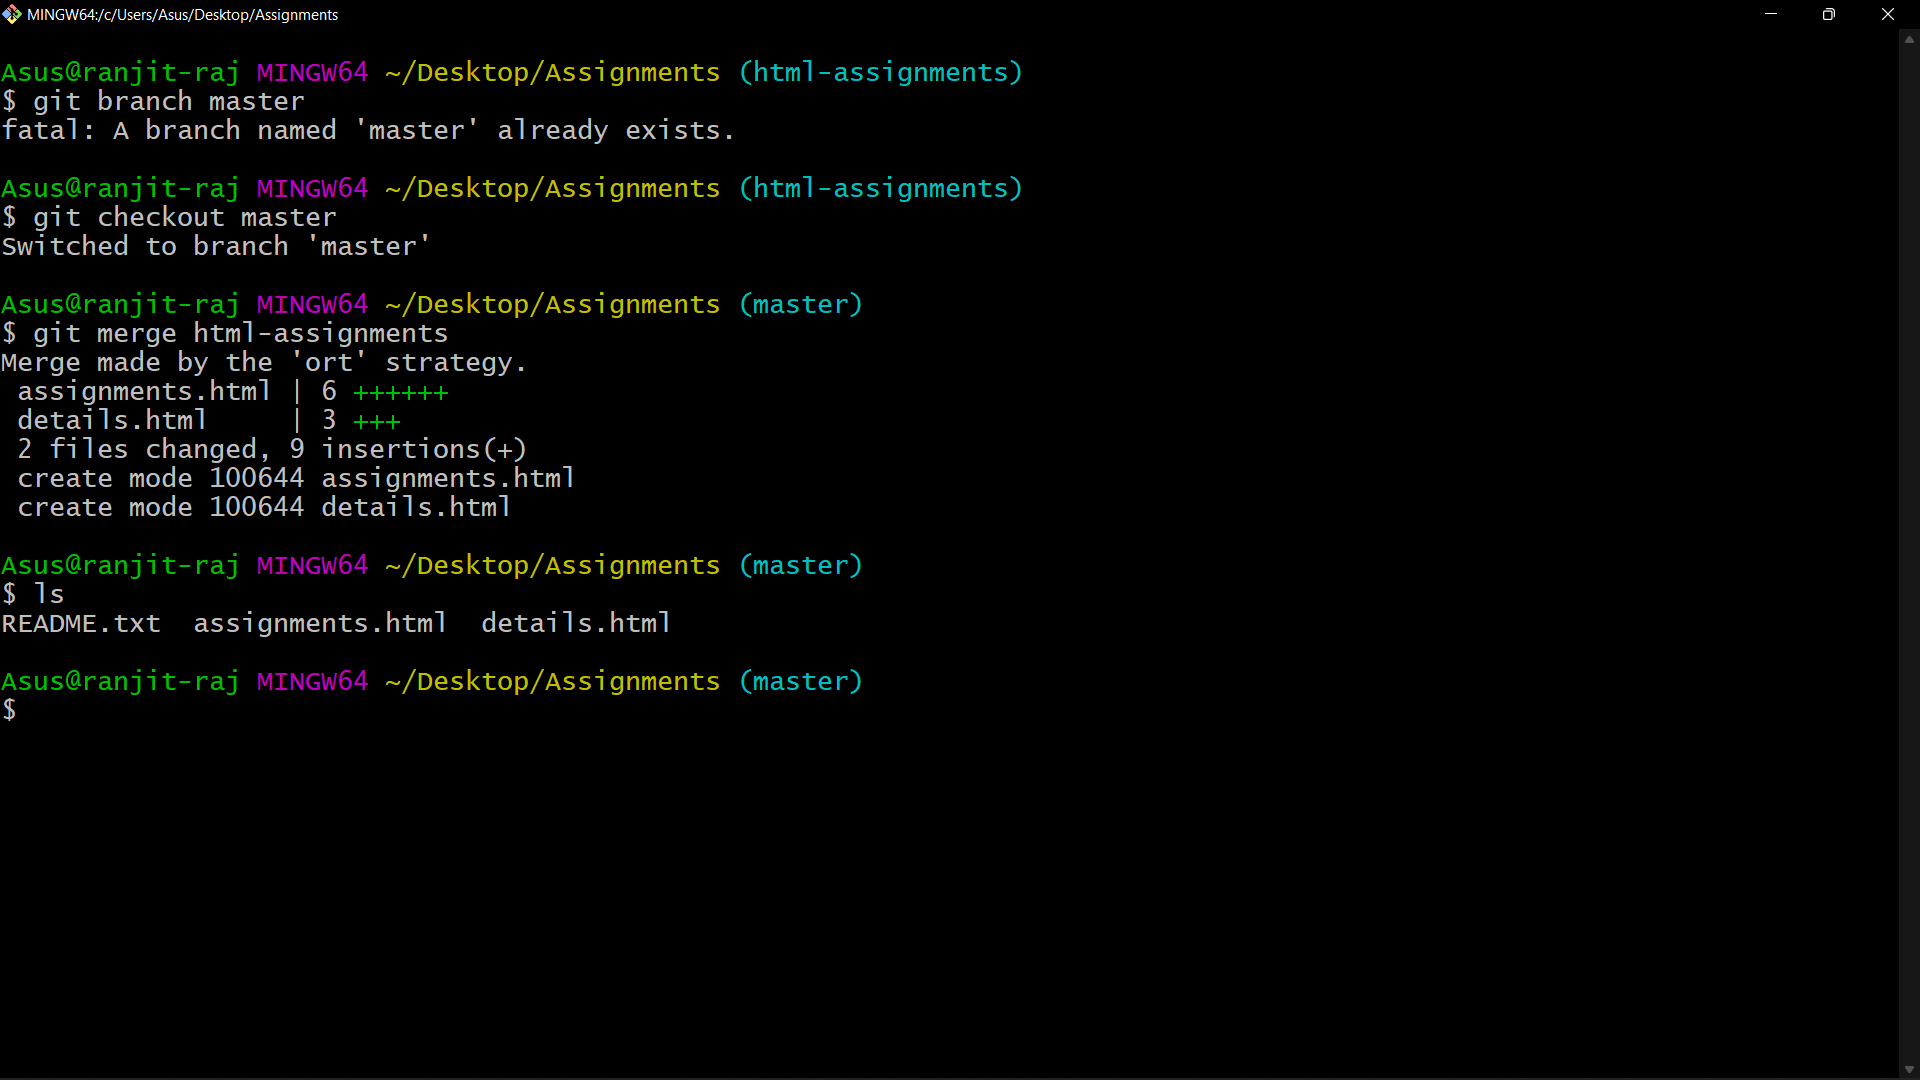 MINGW64:/c/Users/Asus/Desktop/Assignments
Asus@ranjit-raj MINGW64 ~/Desktop/Assignments (html-assignments)
$ git branch master
fatal: A branch named 'master' already exists.
Asus@ranjit-raj MINGW64 ~/Desktop/Assignments (html-assignments)
$ git checkout master
Switched to branch 'master'
Asus@ranjit-raj MINGW64 ~/Desktop/Assignments (master)
$ git merge html-assignments
Merge made by the 'ort' strategy.
 assignments.html | 6 ++++++
 details.html     | 3 +++
 2 files changed, 9 insertions(+)
 create mode 100644 assignments.html
 create mode 100644 details.html
Asus@ranjit-raj MINGW64 ~/Desktop/Assignments (master)
$ ls
README.txt  assignments.html  details.html
Asus@ranjit-raj MINGW64 ~/Desktop/Assignments (master)
$